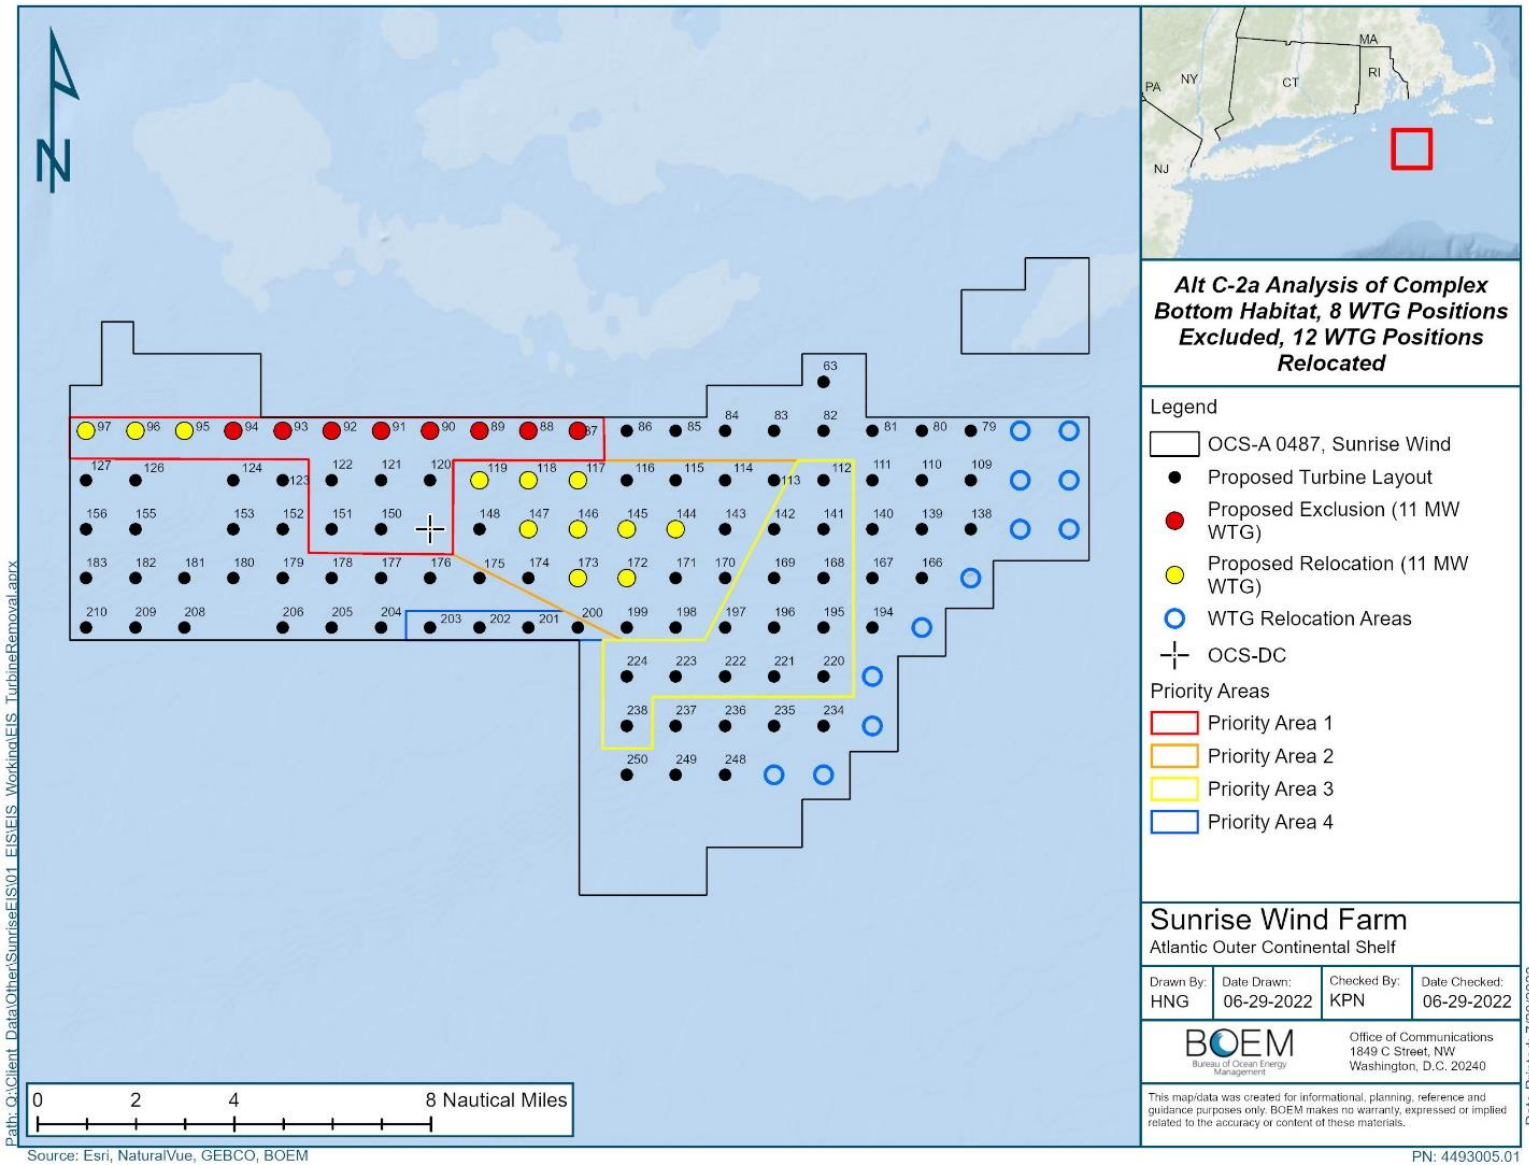 N
MA
NY
CT
RI
PA
NJ
Alt C-2a Analysis of Complex
Bottom Habitat, 8 WTG Positions
Excluded, 12 WTG Positions
Relocated
Legend
OCS-A 0487, Sunrise Wind
Proposed Turbine Layout
Proposed Exclusion (11 MW
WTG)
Proposed Relocation (11 MW
WTG)
WTG Relocation Areas
OCS-DC
Priority Areas
Priority Area 1
Priority Area 2
Priority Area 3
Priority Area 4
63
84 83 82
97 96 95 94 93 92 91 90 89 88 87 86 85 81 80 79
127 126 124 123 122 121 120 119 118 117 116 115 114 113 112 111 110 109
156 155 153 152 151 150 148 147 146 145 144 143 142 141 140 139 138
183 182 181 180 179 178 177 176 175 174 173 172 171 170 169 168 167 166
210 209 208 206 205 204 203 202 201 200 199 198 197 196 195 194
224 223 222 221 220
238 237 236 235 234
250 249 248
0 2 4 8 Nautical Miles
Sunrise Wind Farm
Atlantic Outer Continental Shelf
Drawn By:
HNG
Date Drawn:
06-29-2022
Checked By:
KPN
Date Checked:
06-29-2022
BOEM
Bureau of Ocean Energy
Management
Office of Communications
1849 C Street, NW
Washington, D.C. 20240
This map/data was created for informational, planning, reference and
guidance purposes only. BOEM makes no warranty, expressed or implied
related to the accuracy or content of these materials.
Source: Esri, NaturalVue, GEBCO, BOEM
PN: 4493005.01
Path: Q:\Client_Data\Other\SunriseEIS\01_EIS\EIS_Working\EIS_TurbineRemoval.aprx